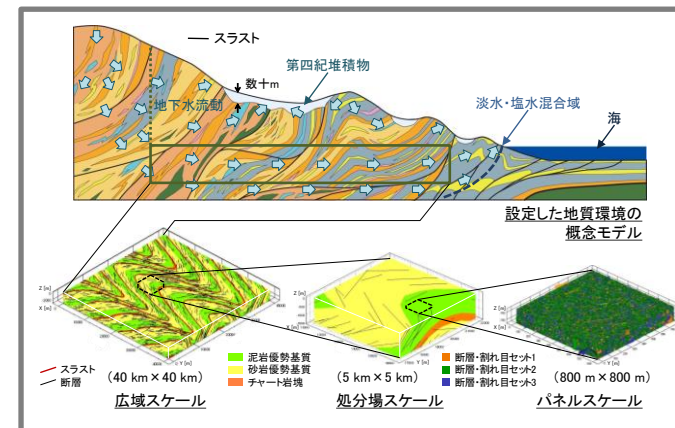 スラスト
第四紀堆積物
数十m
地下水流動
淡水・塩水混合域
海
設定した地質環境の
概念モデル
スラスト
断層
(40 km×40 km)
広域スケール
泥岩優勢基質
砂岩優勢基質
チャート岩塊
(5 km×5 km)
処分場スケール
断層・割れ目セット1
断層・割れ目セット2
断層・割れ目セット3
(800 m×800 m)
パネルスケール